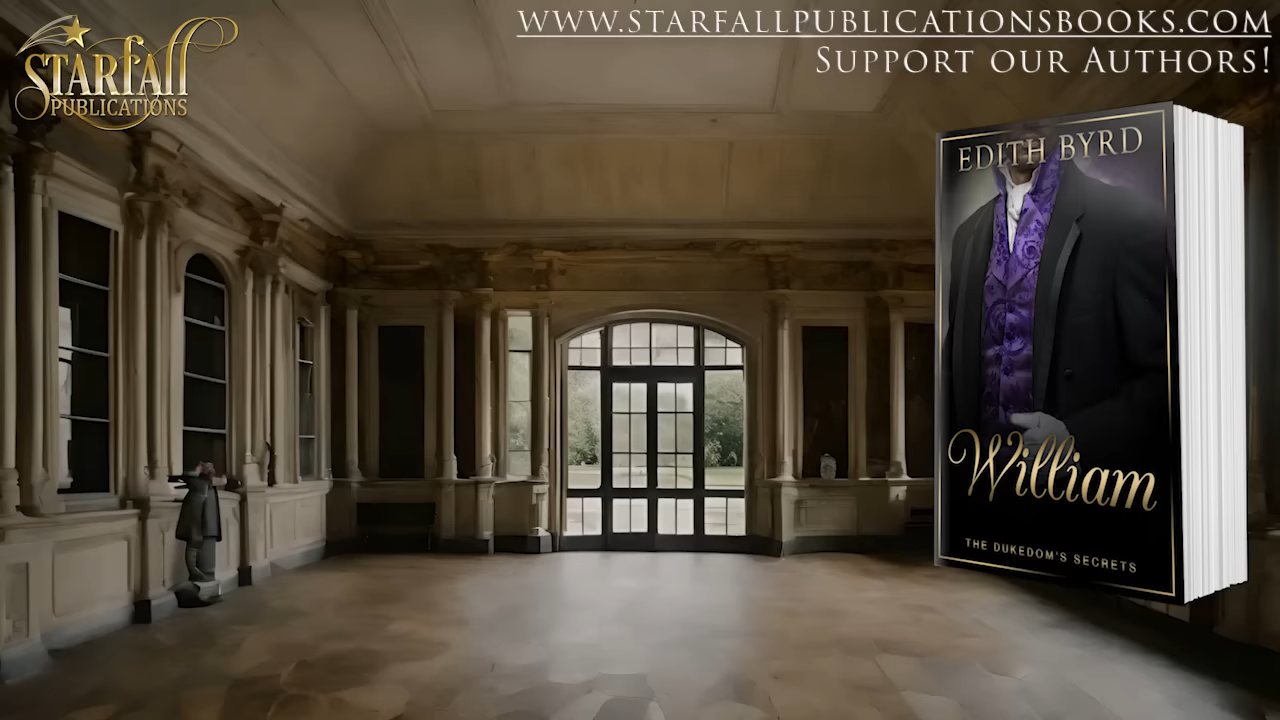 STARfall
PUBLICATIONS
WWW.STARFALLPUBLICATIONSBOOKS.COM
SUPPORT OUR AUTHORS!
EDITH BYRD
William
THE DUKEDOM'S SECRETS